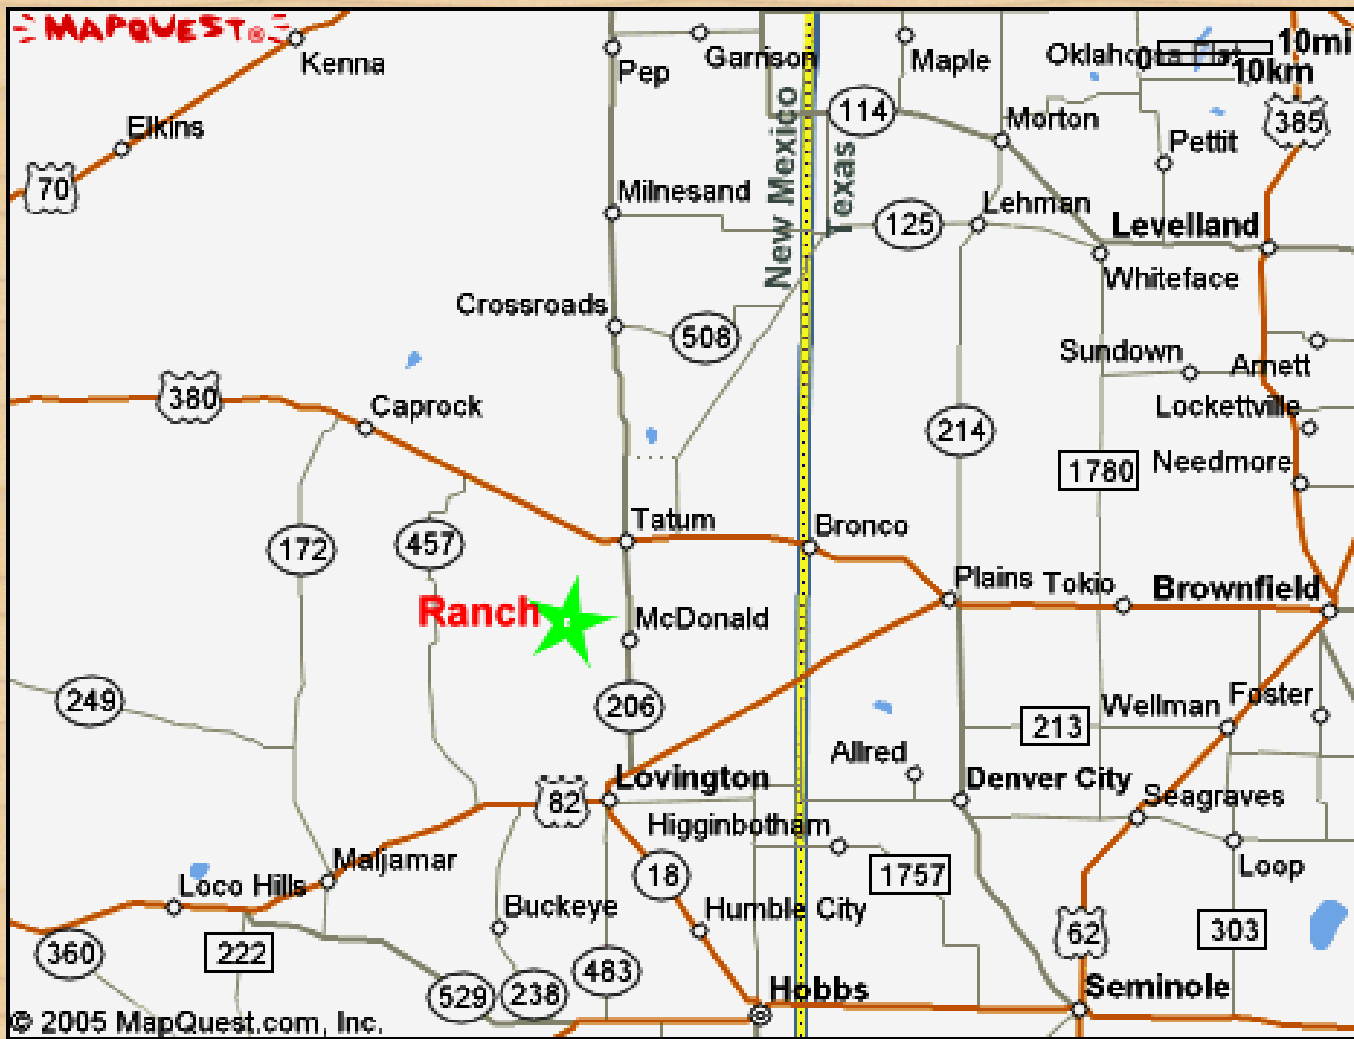 MAPQUEST®
Kenna
Pep
Garrison
Maple
Oklahoma Flat
10mi
0
10km
Elkins
114
Morton
385
Pettit
70
Milnesand
New Mexico
Texas
125
Lehman
Levelland
Whiteface
Crossroads
508
Sundown
Arnett
380
Caprock
Lockettville
214
1780
Needmore
Tatum
Bronco
172
457
Plains
Tokio
Brownfield
Ranch
McDonald
249
206
Wellman
Foster
213
Allred
Lovington
Denver City
82
Seagraves
Higginbotham
Maljamar
Loco Hills
18
1757
Loop
Buckeye
Humble City
360
222
62
303
483
529
238
Hobbs
Seminole
© 2005 MapQuest.com, Inc.